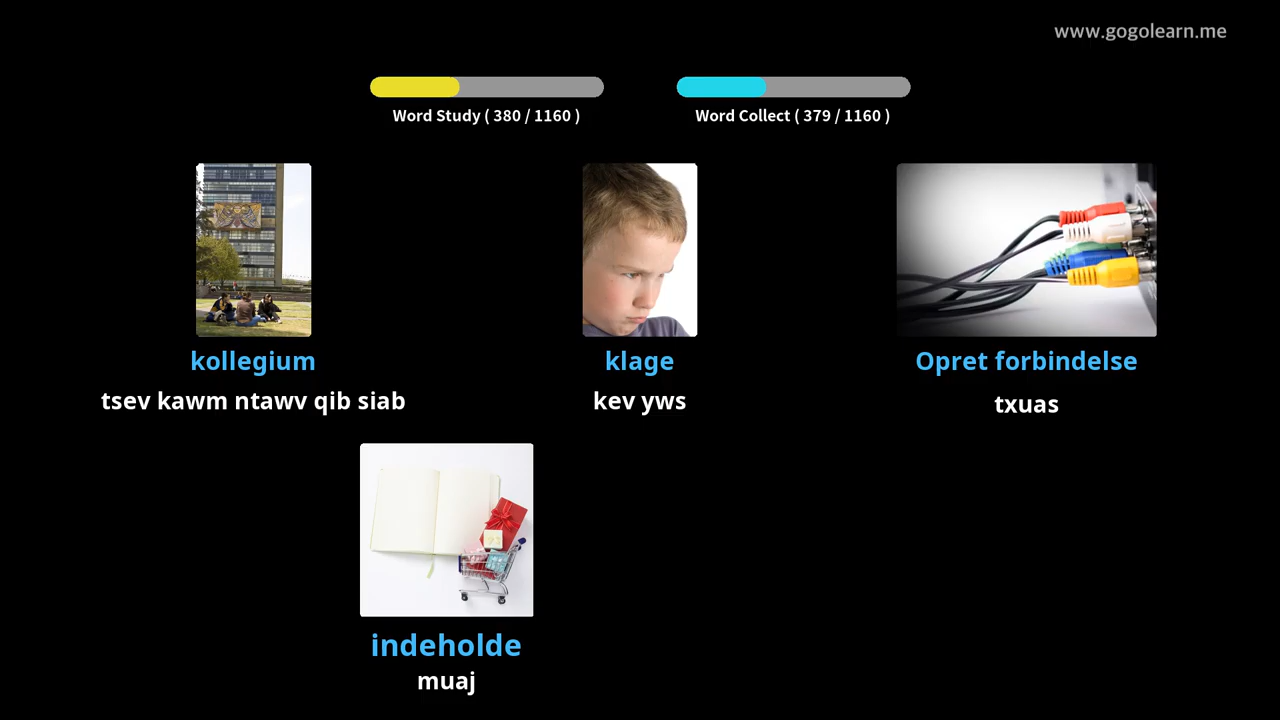 www.gogolearn.me
Word Study ( 380 / 1160 )
Word Collect ( 379 / 1160 )
kollegium
klage
Opret forbindelse
tsev kawm ntawv qib siab
kev yws
txuas
indeholde
muaj